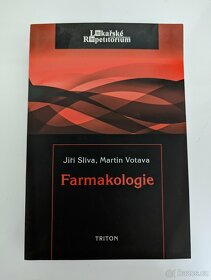 Lékařské
Repetitorium
Jiří Slíva, Martin Votava
Farmakologie
TRITON